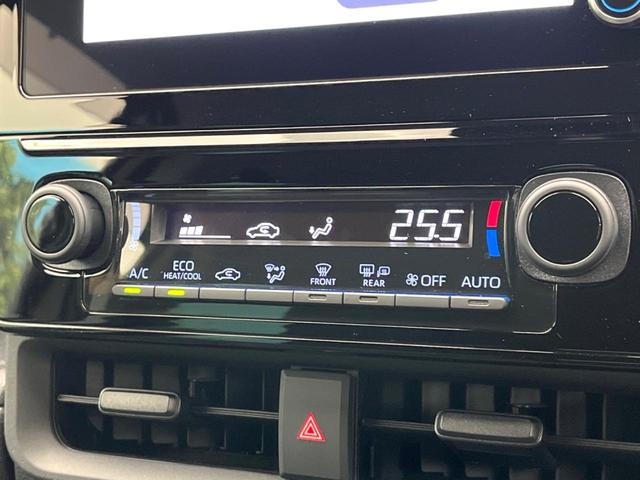 25.5
A/C
ECO
HEAT/COOL
FRONT
REAR
OFF
AUTO